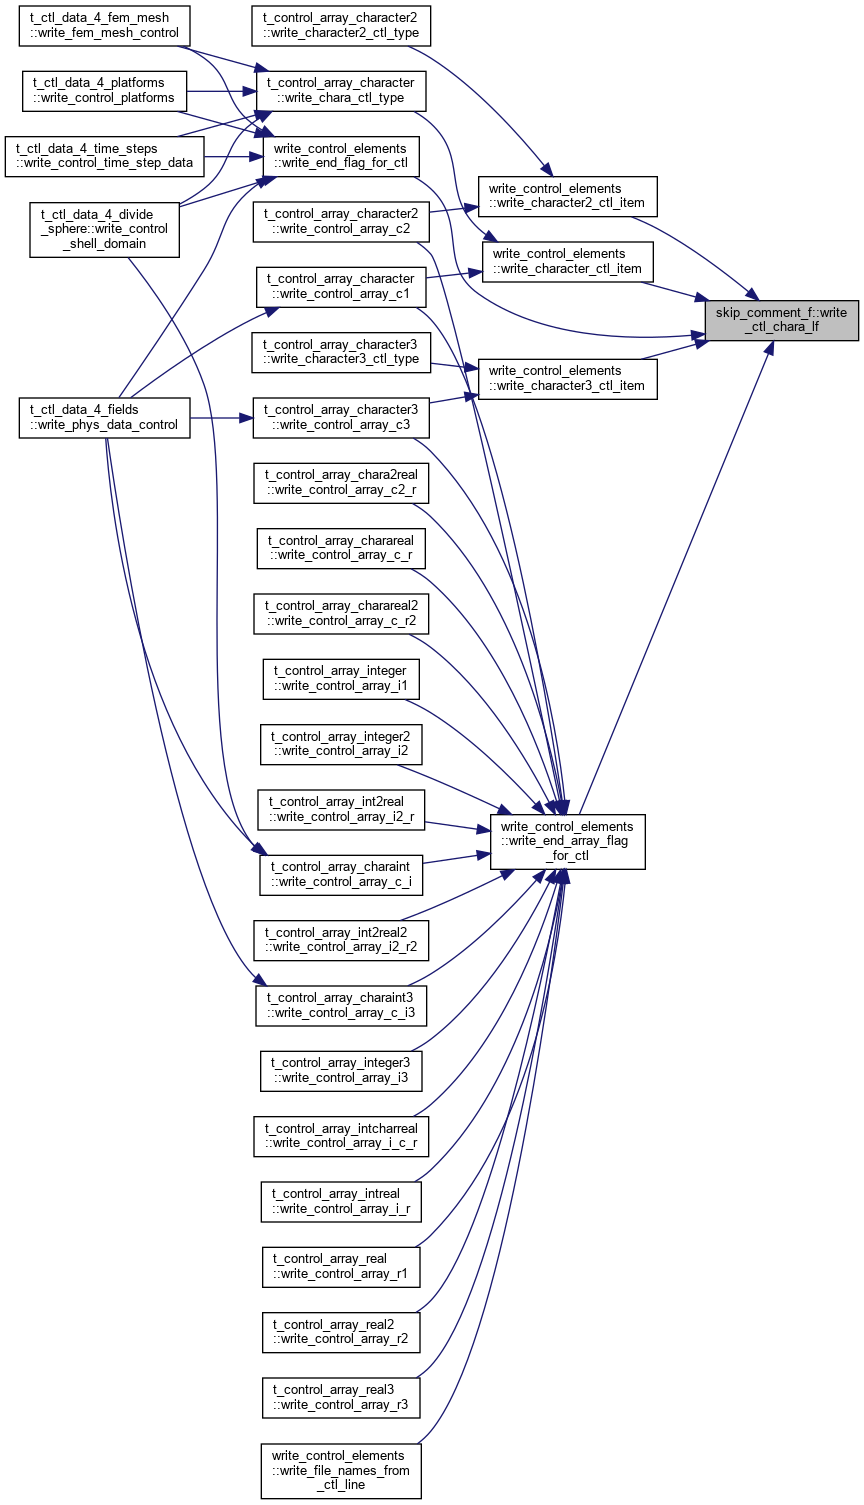 t_ctl_data_4_fem_mesh
::write_fem_mesh_control
t_ctl_data_4_platforms
::write_control_platforms
t_ctl_data_4_time_steps
::write_control_time_step_data
t_ctl_data_4_divide
_sphere::write_control
_shell_domain
t_ctl_data_4_fields
::write_phys_data_control
t_control_array_character2
::write_character2_ctl_type
t_control_array_character
::write_chara_ctl_type
write_control_elements
::write_end_flag_for_ctl
t_control_array_character2
::write_control_array_c2
t_control_array_character
::write_control_array_c1
t_control_array_character3
::write_character3_ctl_type
t_control_array_character3
::write_control_array_c3
t_control_array_chara2real
::write_control_array_c2_r
t_control_array_charareal
::write_control_array_c_r
t_control_array_charareal2
::write_control_array_c_r2
t_control_array_integer
::write_control_array_i1
t_control_array_integer2
::write_control_array_i2
t_control_array_int2real
::write_control_array_i2_r
t_control_array_charaint
::write_control_array_c_i
t_control_array_int2real2
::write_control_array_i2_r2
t_control_array_charaint3
::write_control_array_c_i3
t_control_array_integer3
::write_control_array_i3
t_control_array_intcharreal
::write_control_array_i_c_r
t_control_array_intreal
::write_control_array_i_r
t_control_array_real
::write_control_array_r1
t_control_array_real2
::write_control_array_r2
t_control_array_real3
::write_control_array_r3
write_control_elements
::write_file_names_from
_ctl_line
write_control_elements
::write_character2_ctl_item
write_control_elements
::write_character_ctl_item
write_control_elements
::write_character3_ctl_item
write_control_elements
::write_end_array_flag
_for_ctl
skip_comment_f::write
_ctl_chara_lf